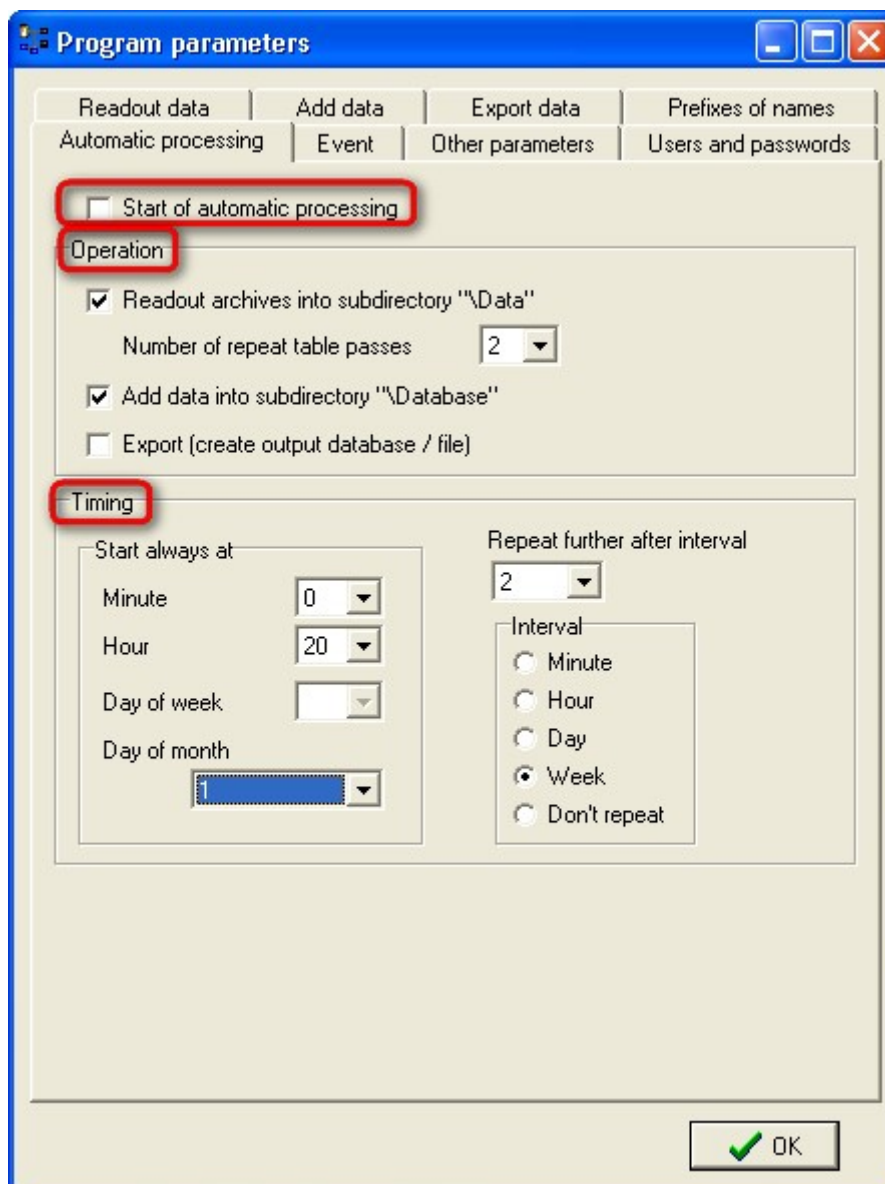 Program parameters
Readout data Add data Export data Prefixes of names
Automatic processing Event Other parameters Users and passwords
Start of automatic processing
Operation
Readout archives into subdirectory "\Data"
Number of repeat table passes 2
Add data into subdirectory "\Database"
Export (create output database / file)
Timing
Start always at
Minute 0
Hour 20
Day of week
Day of month
1
Repeat further after interval
2
Interval
Minute
Hour
Day
Week
Don't repeat
OK